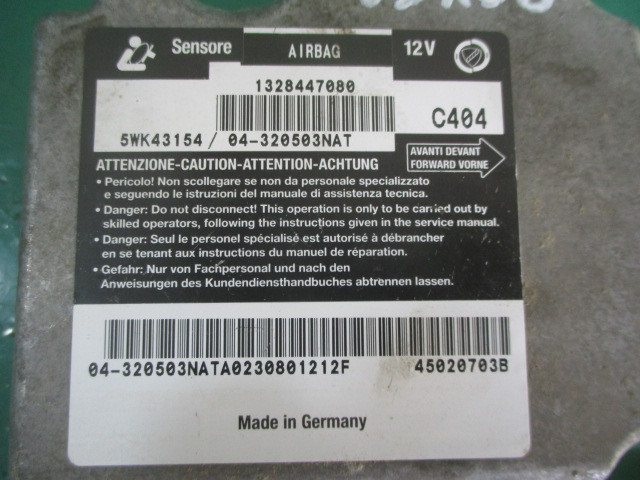 Sensore AIRBAG 12V
1328447080
C404
5WK43154 / 04-320503NAT
ATTENZIONE-CAUTION-ATTENTION-ACHTUNG
AVANTI DEVANT
FORWARD VORNE
• Pericolo! Non scollegare se non da personale specializzato
e seguendo le istruzioni del manuale di assistenza tecnica.
• Danger: Do not disconnect! This operation is only to be carried out by
skilled operators, following the instructions given in the service manual.
• Danger: Seul le personel spécialisé est autorisé à débrancher
en se tenant aux instructions du manuel de réparation.
• Gefahr: Nur von Fachpersonal und nach den
Anweisungen des Kundendiensthandbuches abtrennen lassen.
04-320503NATA0230801212F 45020703B
Made in Germany